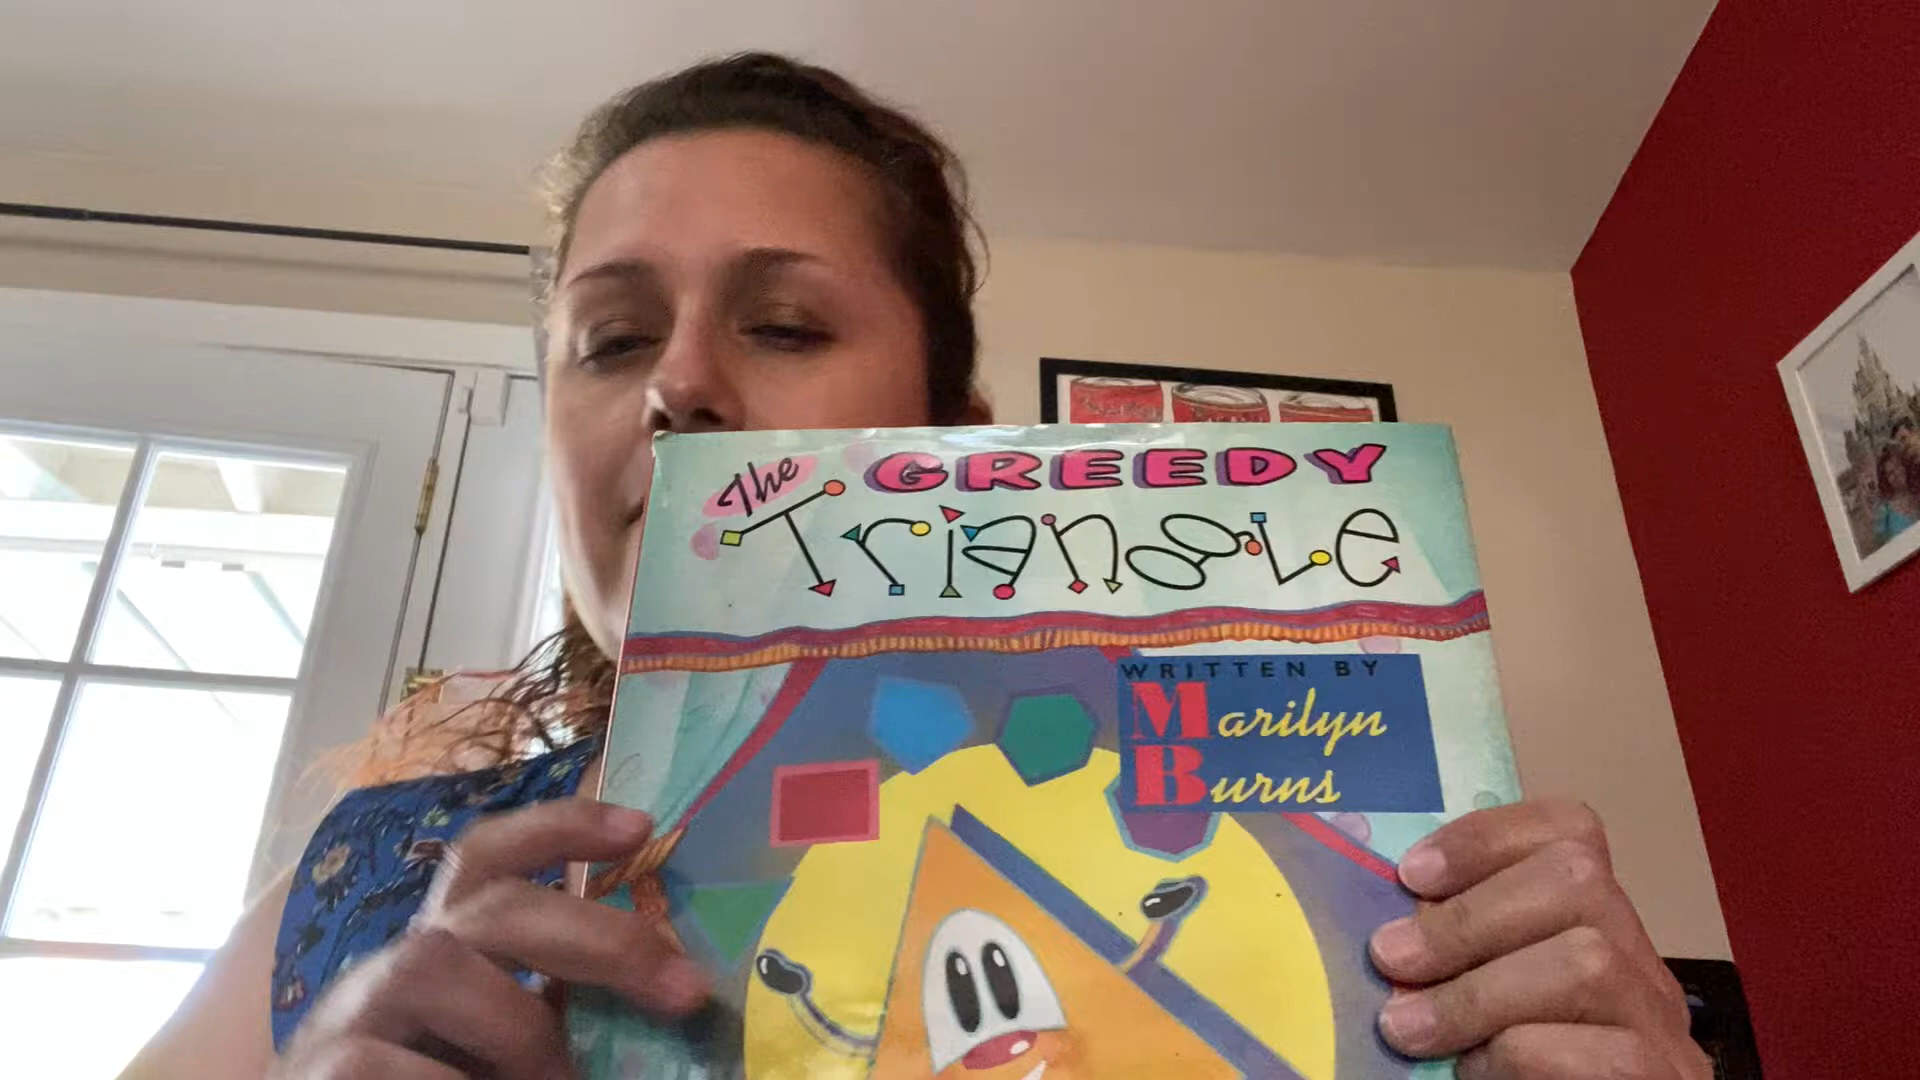 The GREEDY
Triangle
WRITTEN BY
Marilyn
Burns